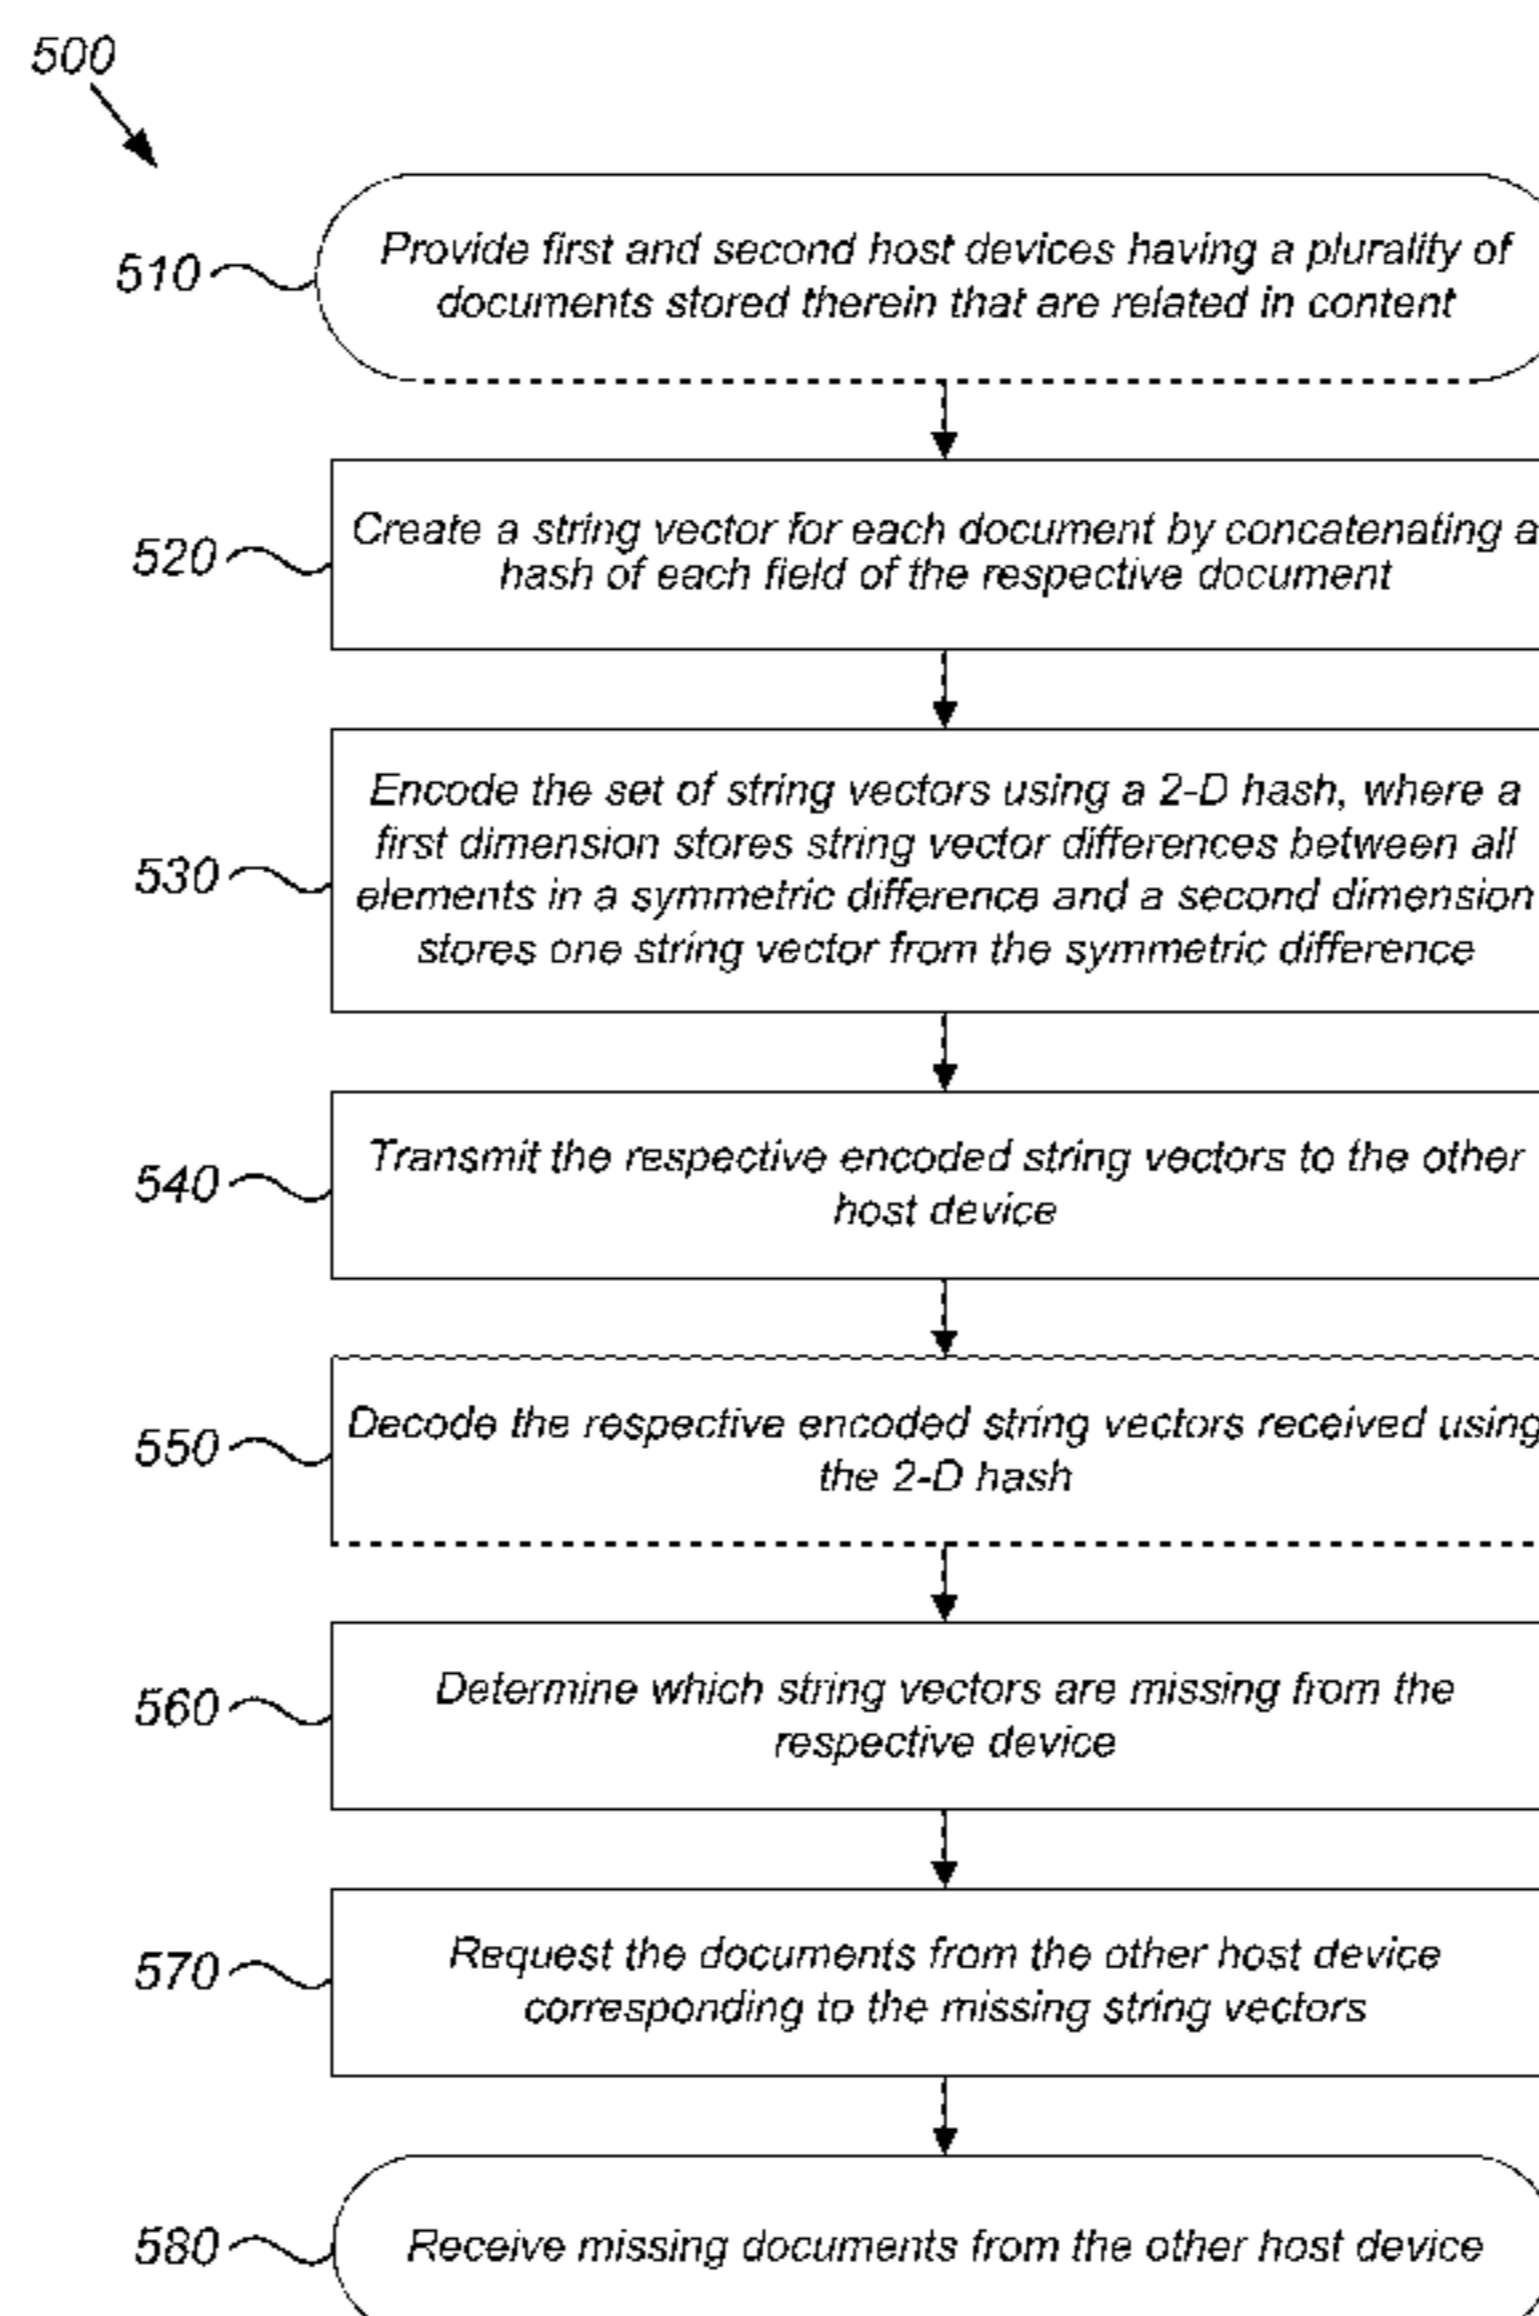 500
510
Provide first and second host devices having a plurality of
documents stored therein that are related in content
520
Create a string vector for each document by concatenating a
hash of each field of the respective document
530
Encode the set of string vectors using a 2-D hash, where a
first dimension stores string vector differences between all
elements in a symmetric difference and a second dimension
stores one string vector from the symmetric difference
540
Transmit the respective encoded string vectors to the other
host device
550
Decode the respective encoded string vectors received using
the 2-D hash
560
Determine which string vectors are missing from the
respective device
570
Request the documents from the other host device
corresponding to the missing string vectors
580
Receive missing documents from the other host device